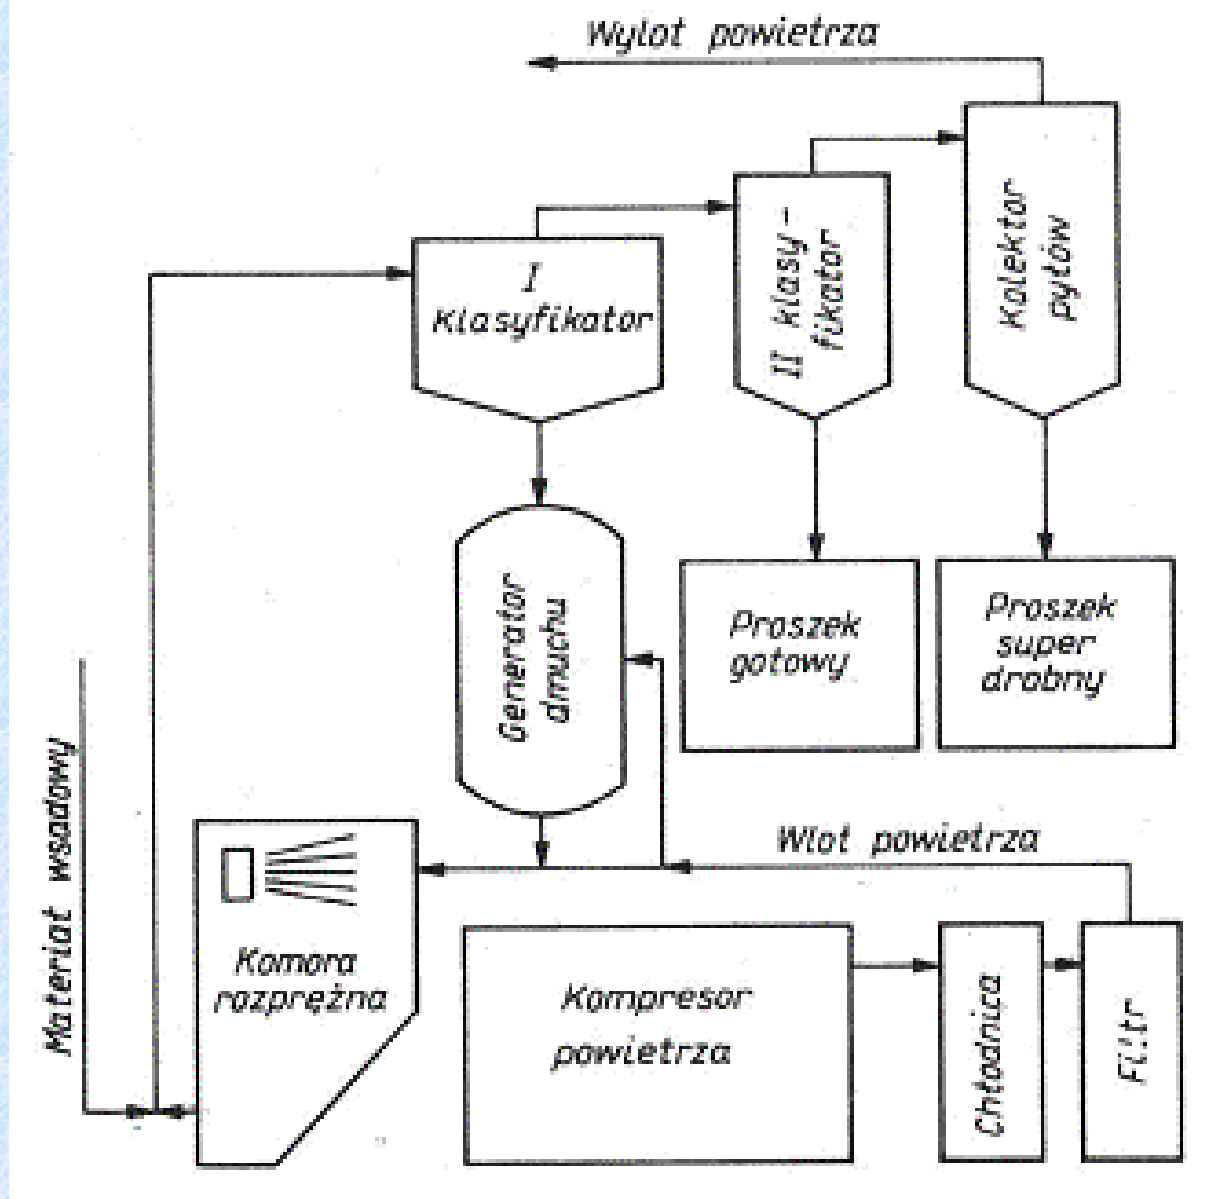 Wylot powietrza
I
Klasyfikator
II klasy-
fikator
Kolektor
pyłów
Generator
dmuchu
Proszek
gotowy
Proszek
super
drobny
Materiał wsadowy
Wlot powietrza
Komora
rozprężna
Kompresor
powietrza
Chłodnica
Filtr